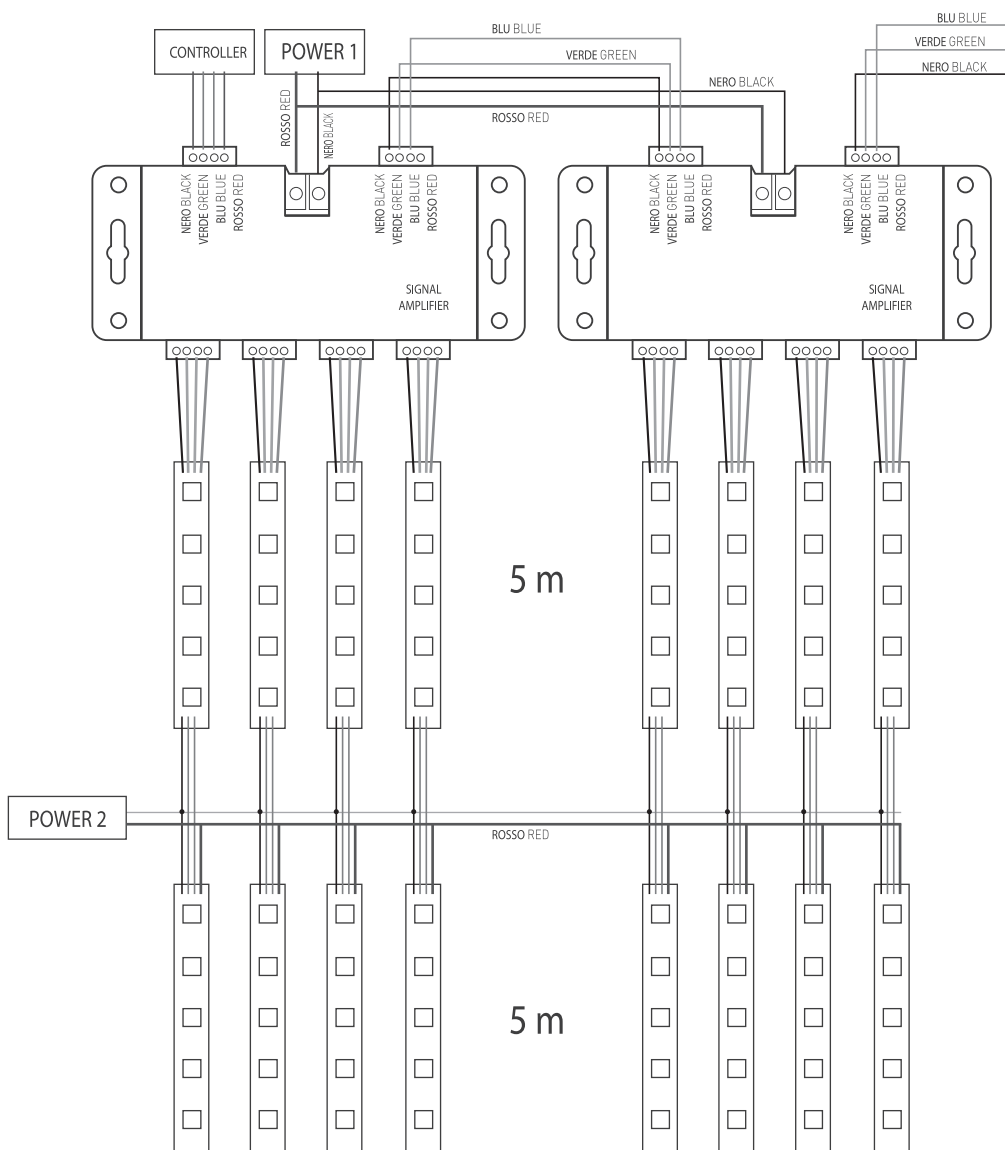 BLU BLUE
VERDE GREEN
NERO BLACK
BLU BLUE
VERDE GREEN
CONTROLLER
POWER 1
NERO BLACK
ROSSO RED
ROSSO RED
NERO BLACK
NERO BLACK
VERDE GREEN
BLU BLUE
ROSSO RED
NERO BLACK
VERDE GREEN
BLU BLUE
ROSSO RED
NERO BLACK
VERDE GREEN
BLU BLUE
ROSSO RED
NERO BLACK
VERDE GREEN
BLU BLUE
ROSSO RED
SIGNAL
AMPLIFIER
SIGNAL
AMPLIFIER
5 m
POWER 2
ROSSO RED
5 m